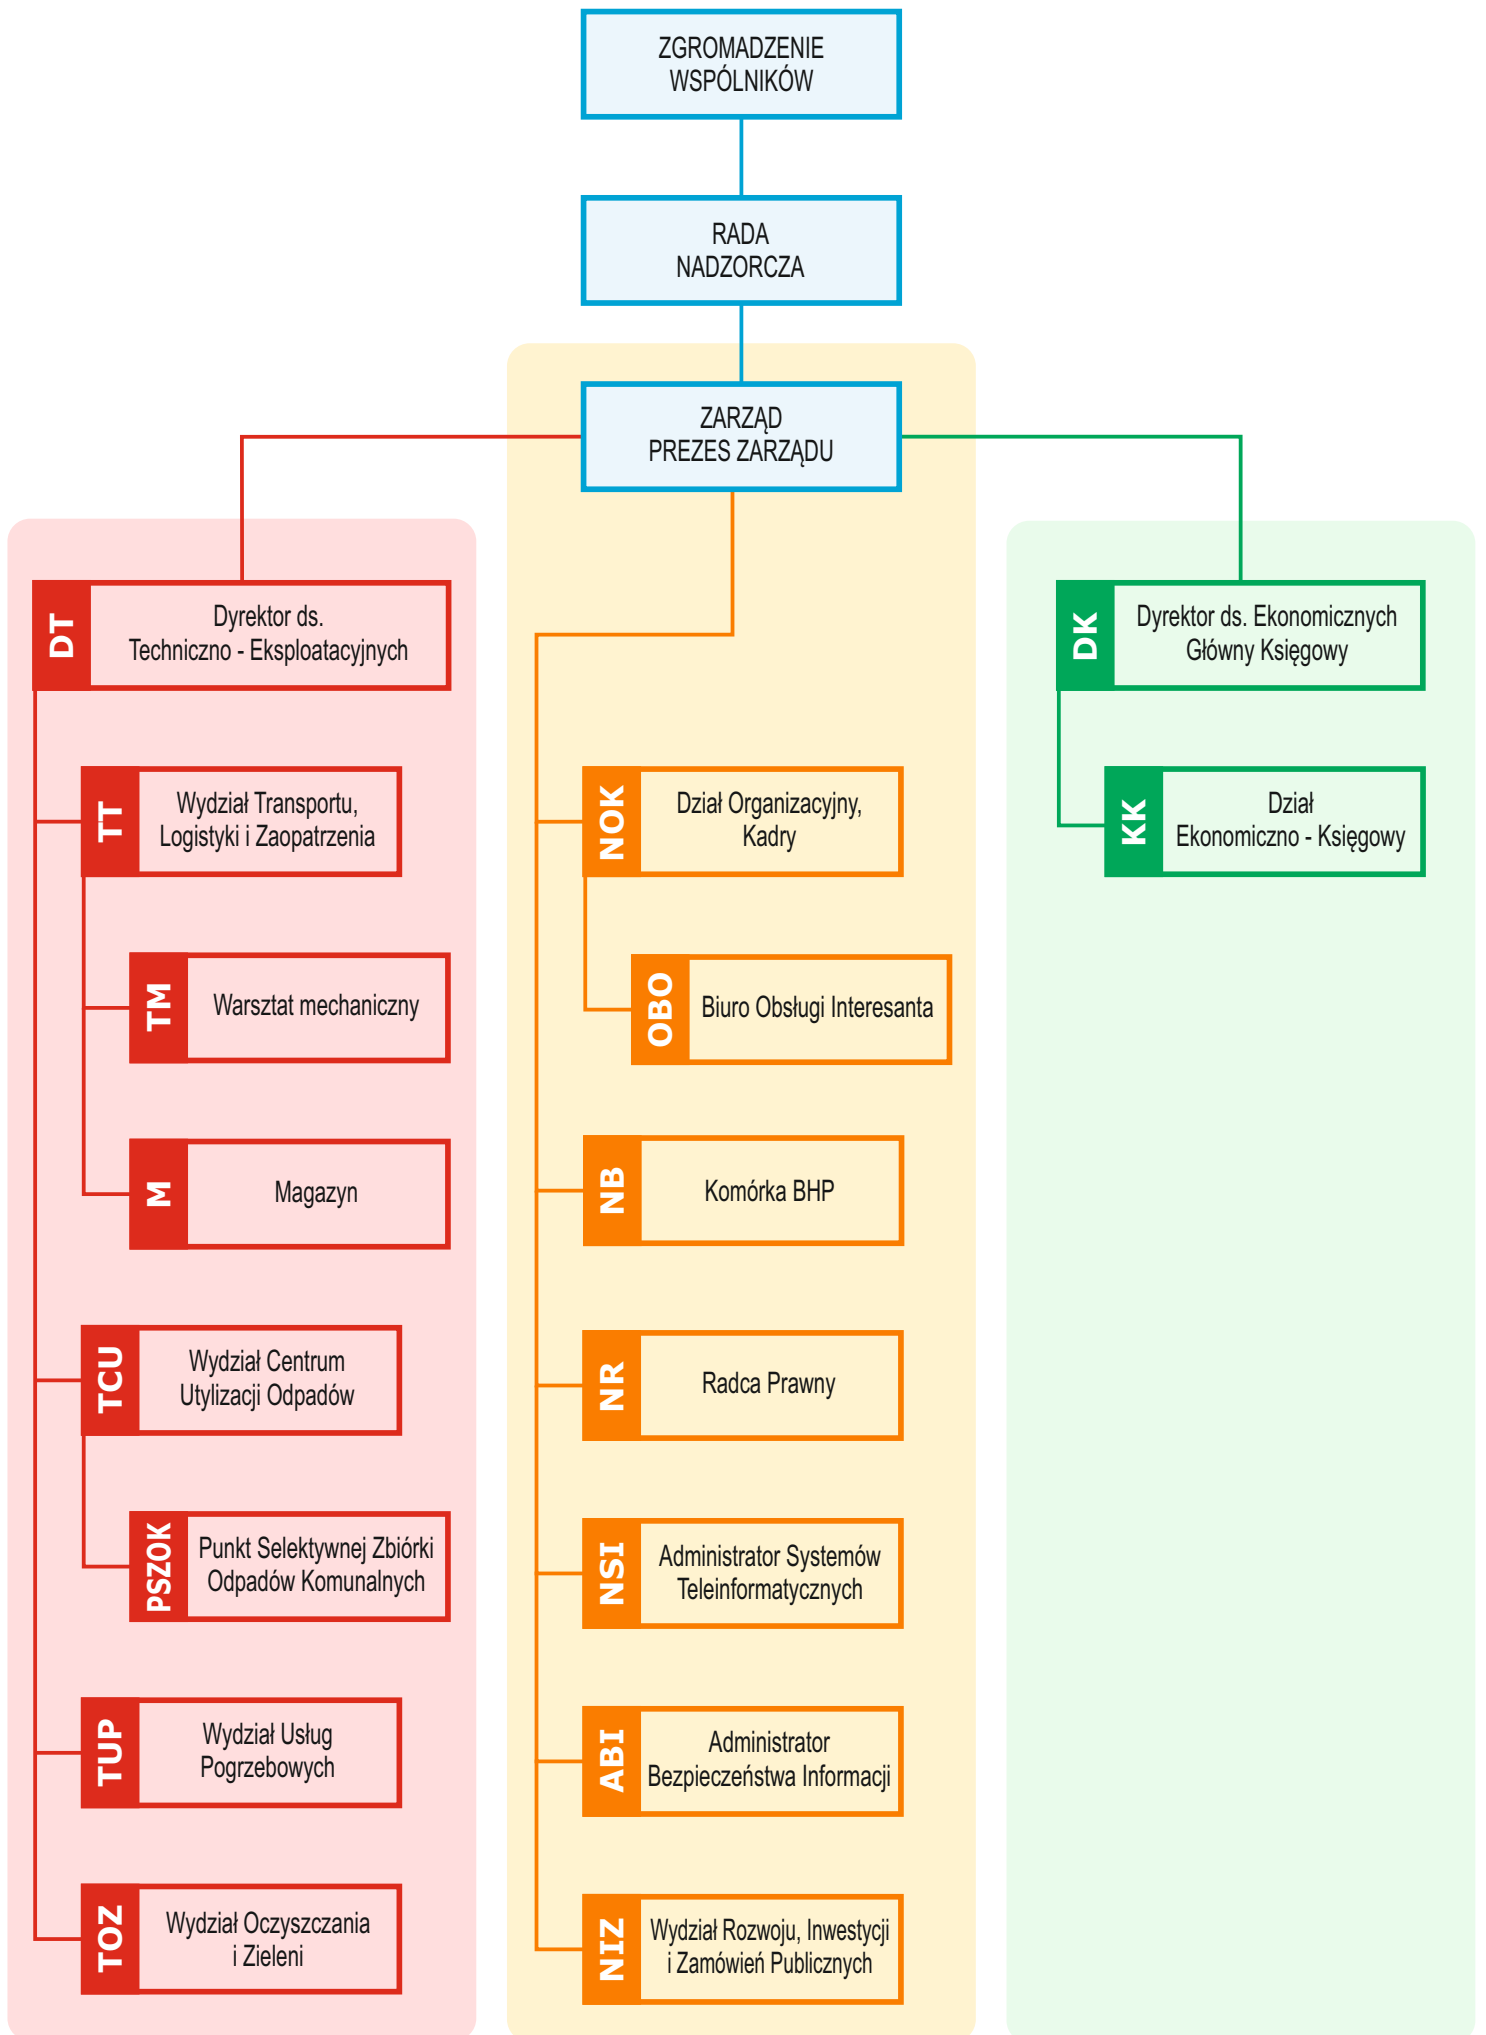 ZGROMADZENIE
WSPÓLNIKÓW
RADA
NADZORCZA
ZARZĄD
PREZES ZARZĄDU
DT
Dyrektor ds.
Techniczno - Eksploatacyjnych
TT
Wydział Transportu,
Logistyki i Zaopatrzenia
TM
Warsztat mechaniczny
M
Magazyn
TCU
Wydział Centrum
Utylizacji Odpadów
PSZOK
Punkt Selektywnej Zbiórki
Odpadów Komunalnych
TUP
Wydział Usług
Pogrzebowych
TOZ
Wydział Oczyszczania
i Zieleni
NOK
Dział Organizacyjny,
Kadry
OBO
Biuro Obsługi Interesanta
NB
Komórka BHP
NR
Radca Prawny
NSI
Administrator Systemów
Teleinformatycznych
ABI
Administrator
Bezpieczeństwa Informacji
NIZ
Wydział Rozwoju, Inwestycji
i Zamówień Publicznych
DK
Dyrektor ds. Ekonomicznych
Główny Księgowy
KK
Dział
Ekonomiczno - Księgowy